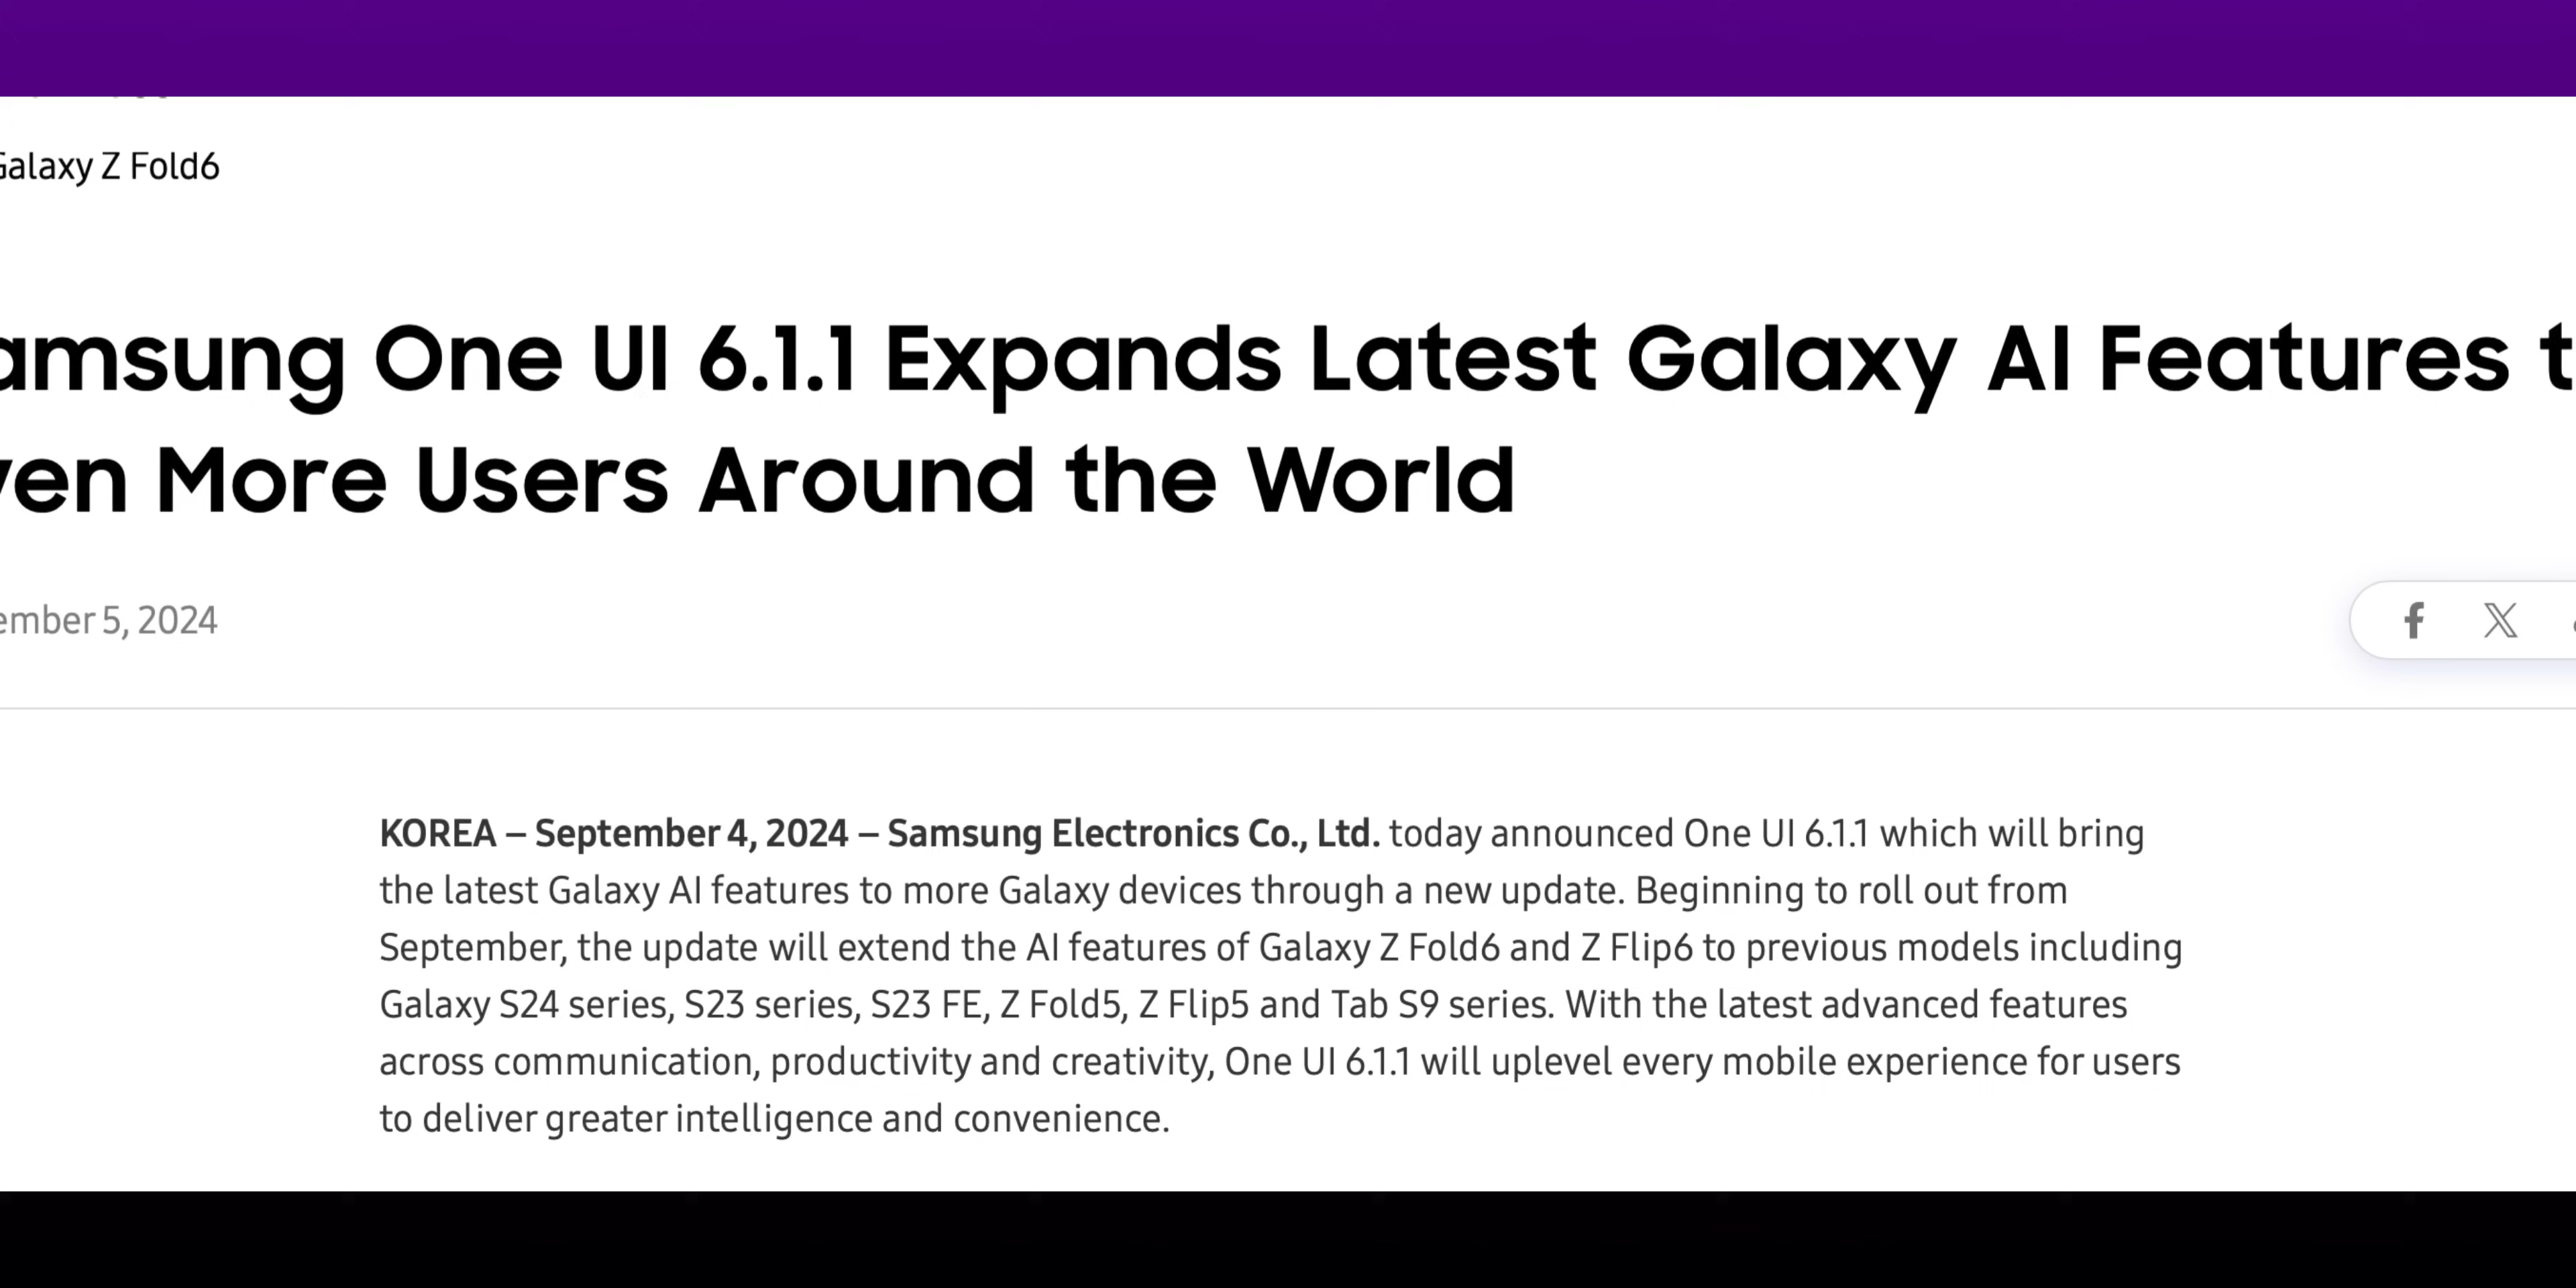 Galaxy Z Fold6
amsung One UI 6.1.1 Expands Latest Galaxy AI Features t
ven More Users Around the World
ember 5, 2024
KOREA – September 4, 2024 – Samsung Electronics Co., Ltd. today announced One UI 6.1.1 which will bring
the latest Galaxy AI features to more Galaxy devices through a new update. Beginning to roll out from
September, the update will extend the AI features of Galaxy Z Fold6 and Z Flip6 to previous models including
Galaxy S24 series, S23 series, S23 FE, Z Fold5, Z Flip5 and Tab S9 series. With the latest advanced features
across communication, productivity and creativity, One UI 6.1.1 will uplevel every mobile experience for users
to deliver greater intelligence and convenience.